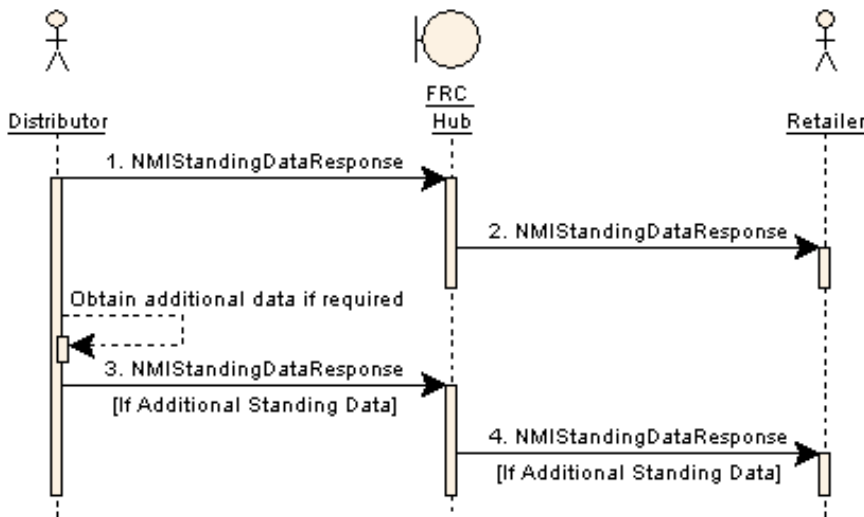 FRC
Hub
Distributor
Retailer
1. NMIStandingDataResponse
2. NMIStandingDataResponse
Obtain additional data if required
3. NMIStandingDataResponse
[If Additional Standing Data]
4. NMIStandingDataResponse
[If Additional Standing Data]